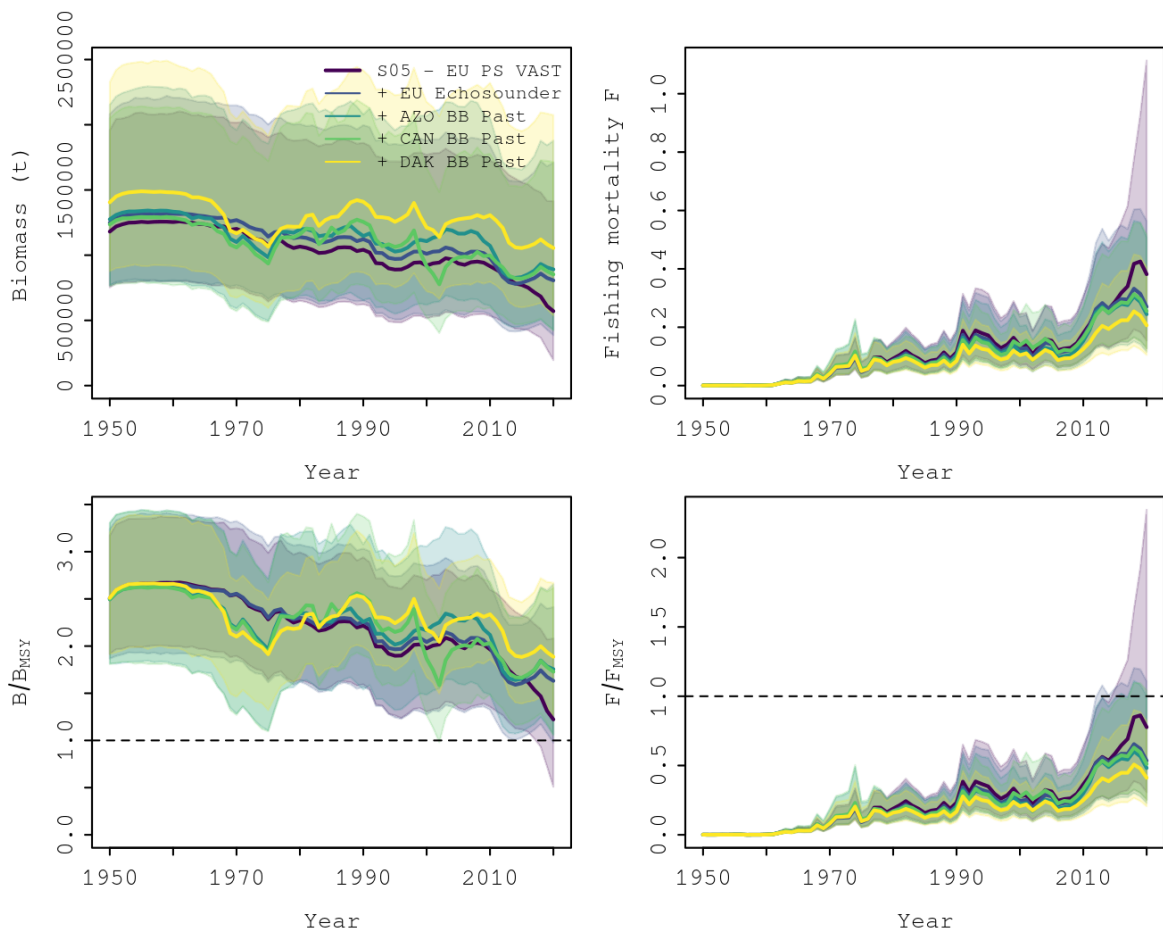 Biomass (t)
0 500000 1500000 2500000
S05 - EU PS VAST
+ EU Echosounder
+ AZO BB Past
+ CAN BB Past
+ DAK BB Past
1950 1970 1990 2010
Year
Fishing mortality F
0.0 0.2 0.4 0.6 0.8 1.0
1950 1970 1990 2010
Year
B/BMSY
0.0 1.0 2.0 3.0
1950 1970 1990 2010
Year
F/FMSY
0.0 0.5 1.0 1.5 2.0
1950 1970 1990 2010
Year